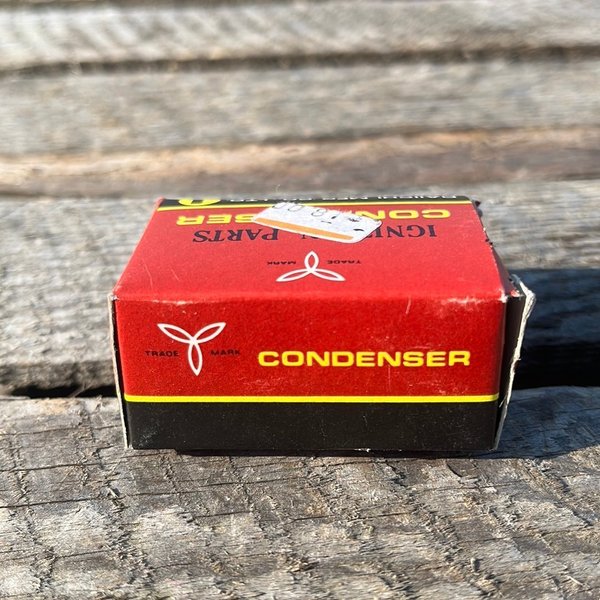 CONDENSER
IGNITION PARTS
TRADE MARK
TRADE MARK
CONDENSER